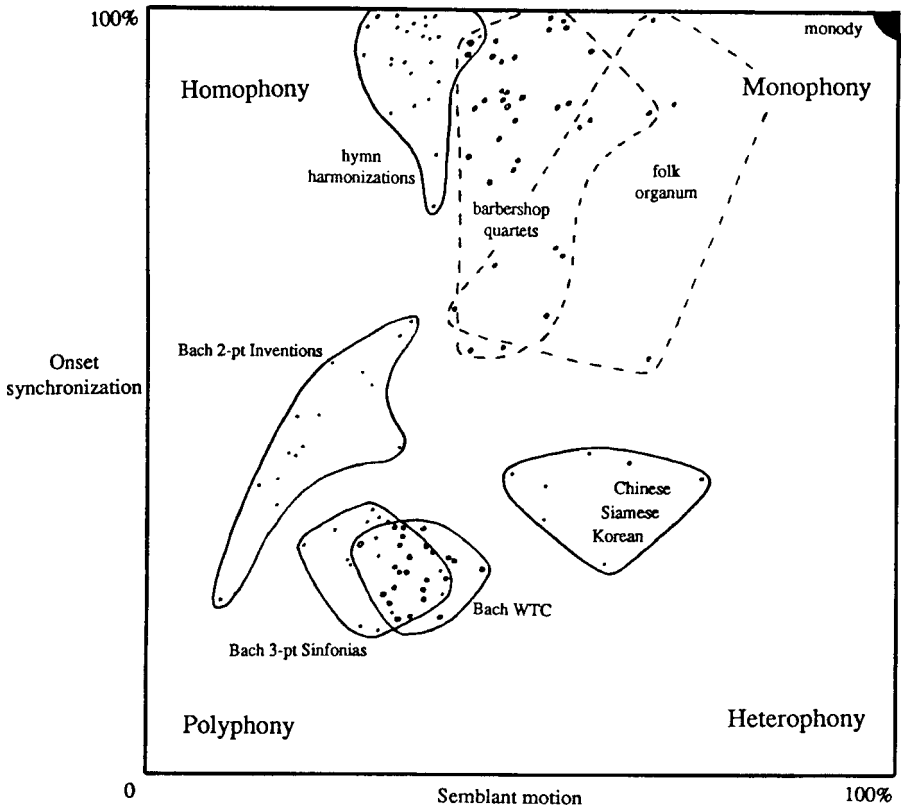 100%
monody
Homophony
Monophony
hymn
harmonizations
folk
organum
barbershop
quartets
Bach 2-pt Inventions
Onset
synchronization
Chinese
Siamese
Korean
Bach WTC
Bach 3-pt Sinfonias
Polyphony
Heterophony
0
Semblant motion
100%